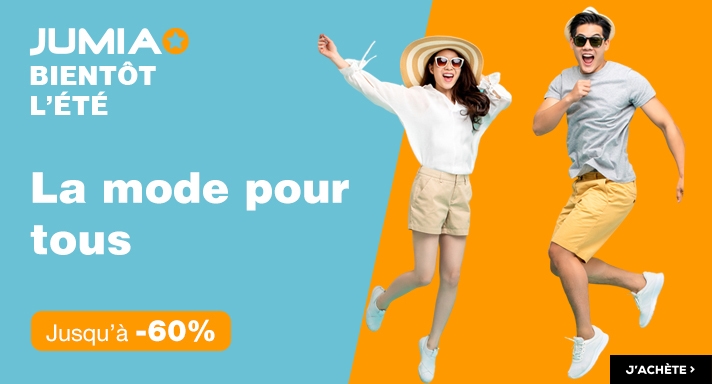 JUMIA
BIENTÔT
L'ÉTÉ
La mode pour
tous
Jusqu'à -60%
J'ACHÈTE ›